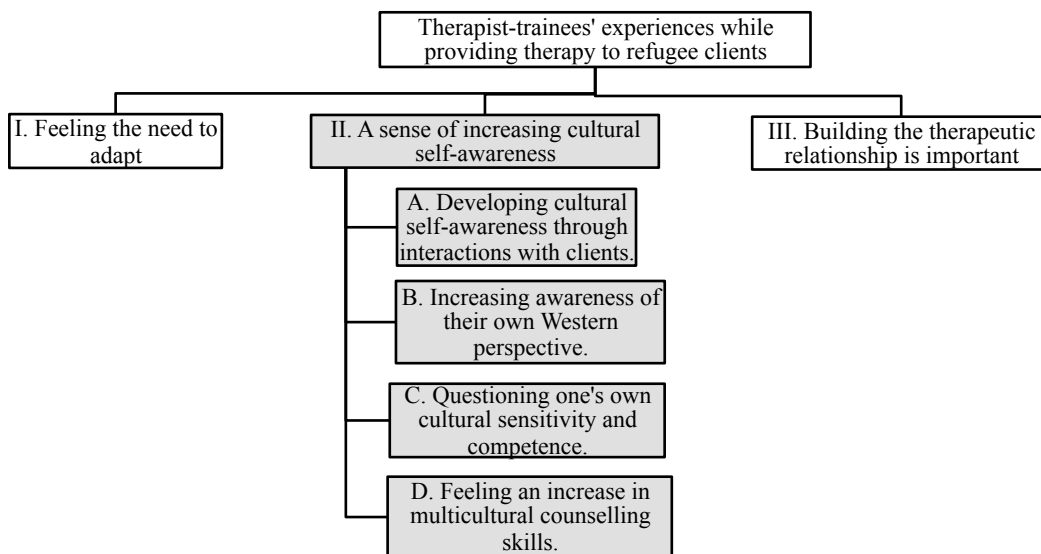 Therapist-trainees' experiences while
providing therapy to refugee clients
I. Feeling the need to
adapt
II. A sense of increasing cultural
self-awareness
III. Building the therapeutic
relationship is important
A. Developing cultural
self-awareness through
interactions with clients.
B. Increasing awareness of
their own Western
perspective.
C. Questioning one's own
cultural sensitivity and
competence.
D. Feeling an increase in
multicultural counselling
skills.